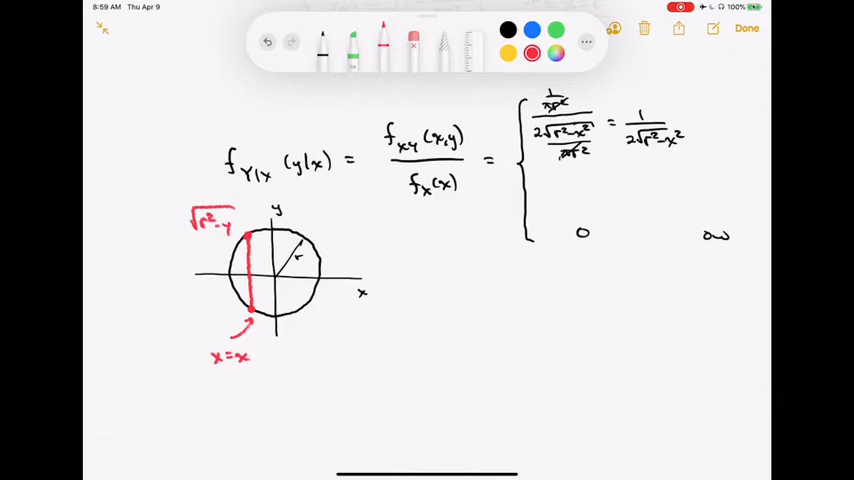 8:59 AM Thu Apr 9
100%
Done
f_{Y|X} (y|x) = f_{XY}(x,y) / f_X(x) = { (1 / πr²) / (2√(r²-x²) / πr²) = 1 / 2√(r²-x²)
0 ow
y
√(r²-y
r
x
x=x